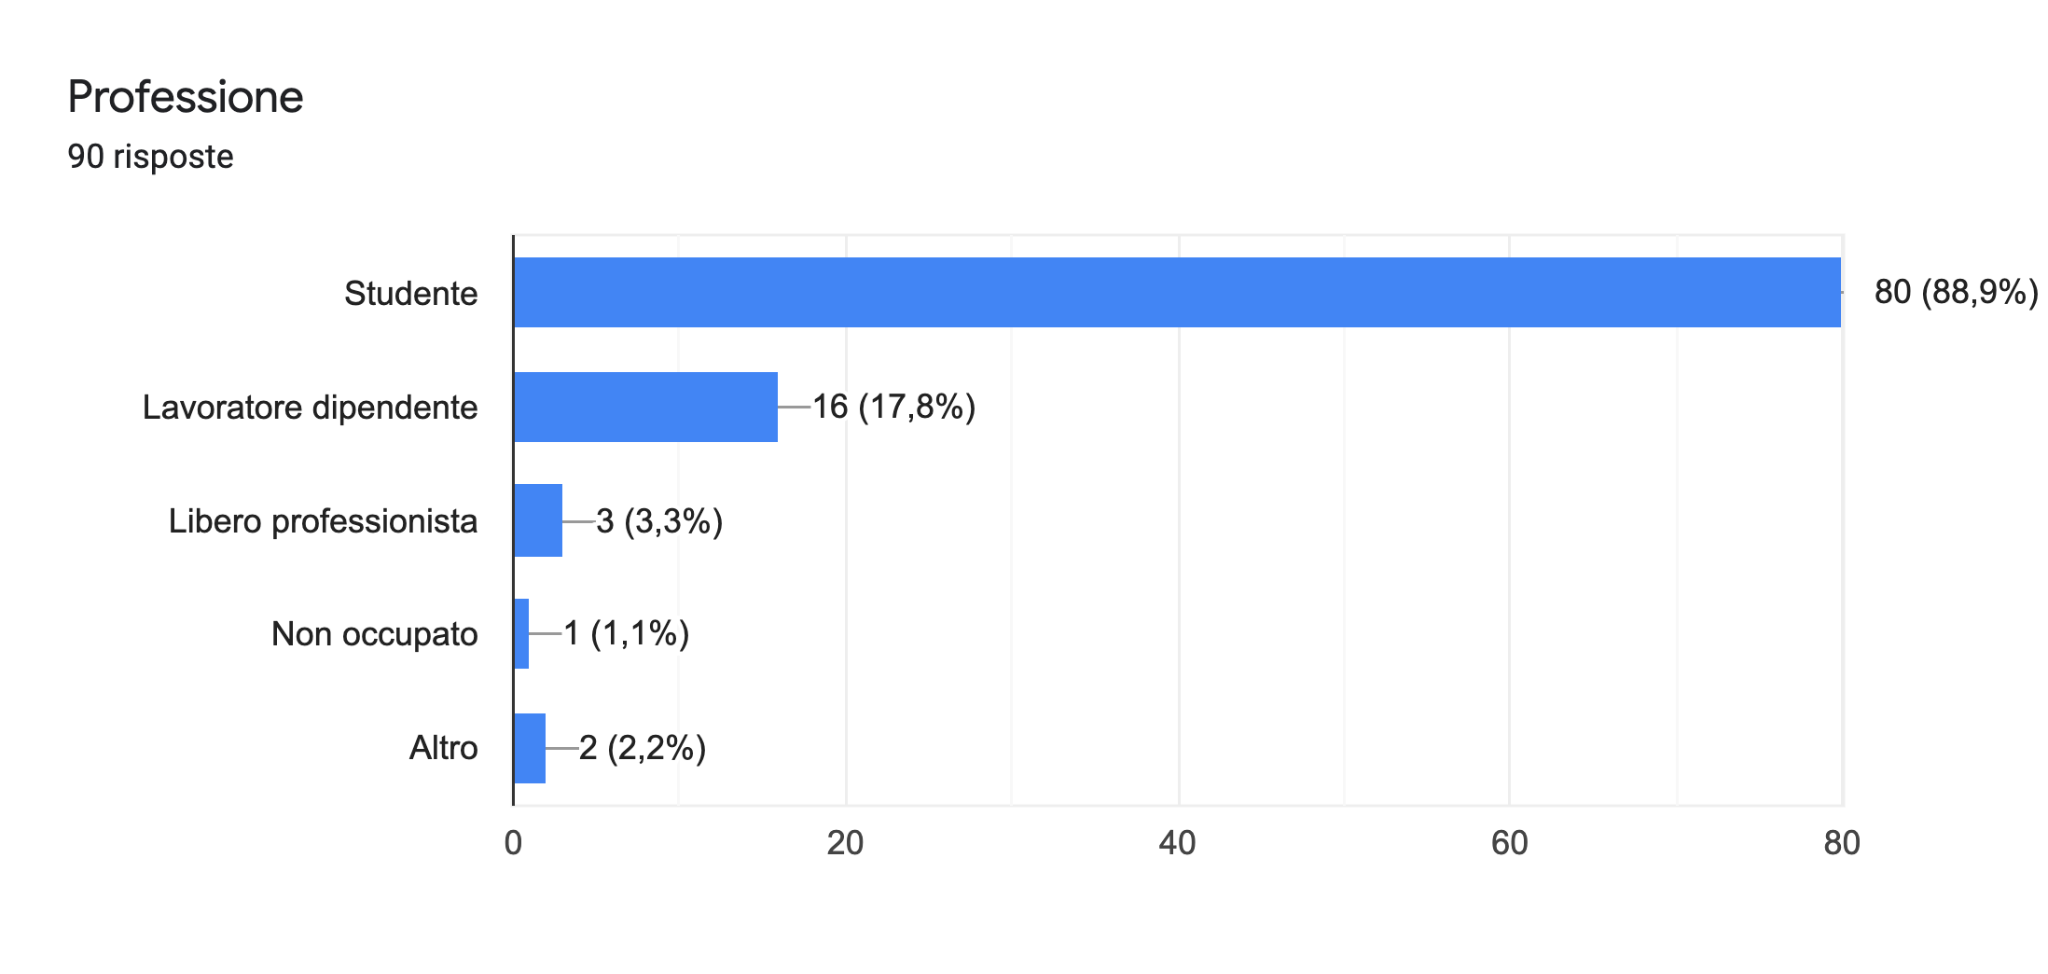 Professione
90 risposte
Studente
80 (88,9%)
Lavoratore dipendente
16 (17,8%)
Libero professionista
3 (3,3%)
Non occupato
1 (1,1%)
Altro
2 (2,2%)
0
20
40
60
80